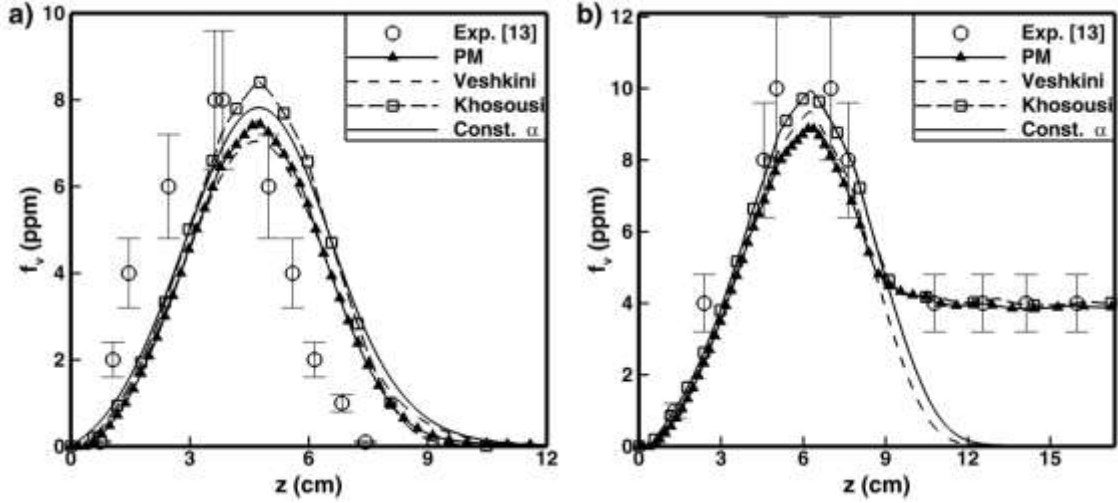 a)
10
8
6
4
2
0
f_v (ppm)
0 3 6 9 12
z (cm)
Exp. [13]
PM
Veshkini
Khosousi
Const. α
b)
12
10
8
6
4
2
0
f_v (ppm)
0 3 6 9 12 15
z (cm)
Exp. [13]
PM
Veshkini
Khosousi
Const. α